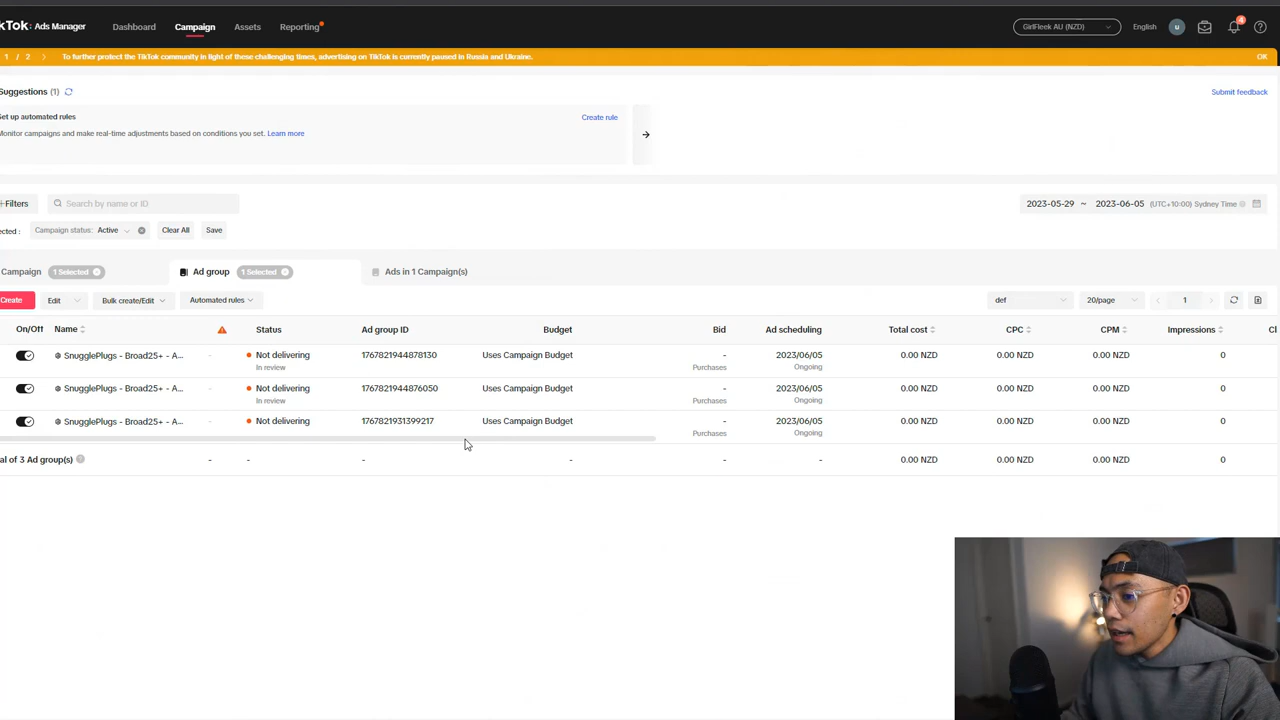 kTok: Ads Manager Dashboard Campaign Assets Reporting GirlFleek AU (NZD) English u 4
1 / 2 To further protect the TikTok community in light of these challenging times, advertising on TikTok is currently paused in Russia and Ukraine. OK
Suggestions (1) Submit feedback
Set up automated rules Create rule
Monitor campaigns and make real-time adjustments based on conditions you set. Learn more
+Filters Search by name or ID 2023-05-29 ~ 2023-06-05 (UTC+10:00) Sydney Time
ected : Campaign status: Active Clear All Save
Campaign 1 Selected Ad group 1 Selected Ads in 1 Campaign(s)
Create Edit Bulk create/Edit Automated rules def 20/page 1
On/Off Name Status Ad group ID Budget Bid Ad scheduling Total cost CPC CPM Impressions Cl
SnugglePlugs - Broad25+ - A... - Not delivering 1767821944878130 Uses Campaign Budget - 2023/06/05 0.00 NZD 0.00 NZD 0.00 NZD 0
In review Purchases Ongoing
SnugglePlugs - Broad25+ - A... - Not delivering 1767821944876050 Uses Campaign Budget - 2023/06/05 0.00 NZD 0.00 NZD 0.00 NZD 0
In review Purchases Ongoing
SnugglePlugs - Broad25+ - A... - Not delivering 1767821931399217 Uses Campaign Budget - 2023/06/05 0.00 NZD 0.00 NZD 0.00 NZD 0
Purchases Ongoing
al of 3 Ad group(s) - - - - - - 0.00 NZD 0.00 NZD 0.00 NZD 0